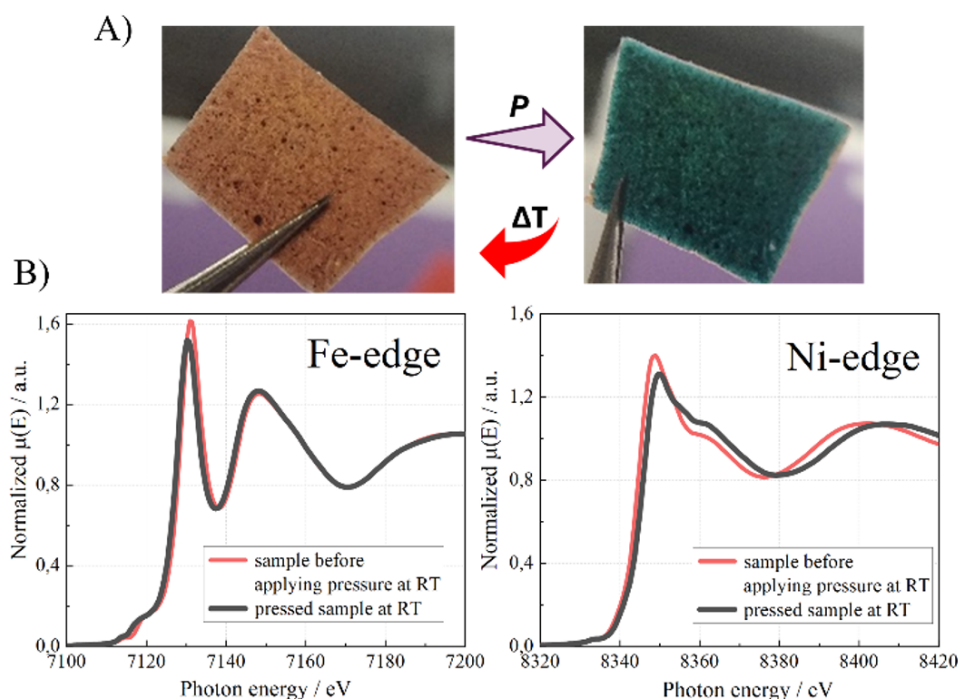 A)
P
ΔT
B)
Fe-edge
Normalized μ(E) / a.u.
1,6
1,2
0,8
0,4
0,0
sample before
applying pressure at RT
pressed sample at RT
7100 7120 7140 7160 7180 7200
Photon energy / eV
Ni-edge
Normalized μ(E) / a.u.
1,6
1,2
0,8
0,4
0,0
sample before
applying pressure at RT
pressed sample at RT
8320 8340 8360 8380 8400 8420
Photon energy / eV